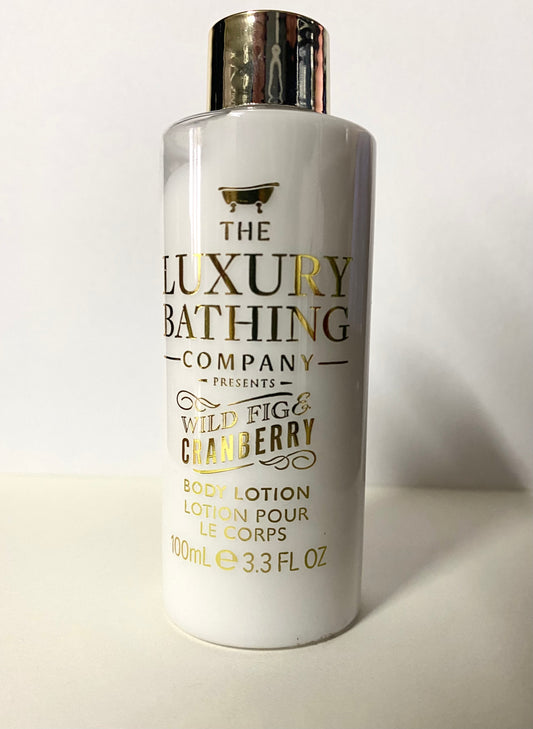 THE
LUXURY
BATHING
COMPANY
PRESENTS
WILD FIG &
CRANBERRY
BODY LOTION
LOTION POUR
LE CORPS
100mL ℮ 3.3 FL OZ